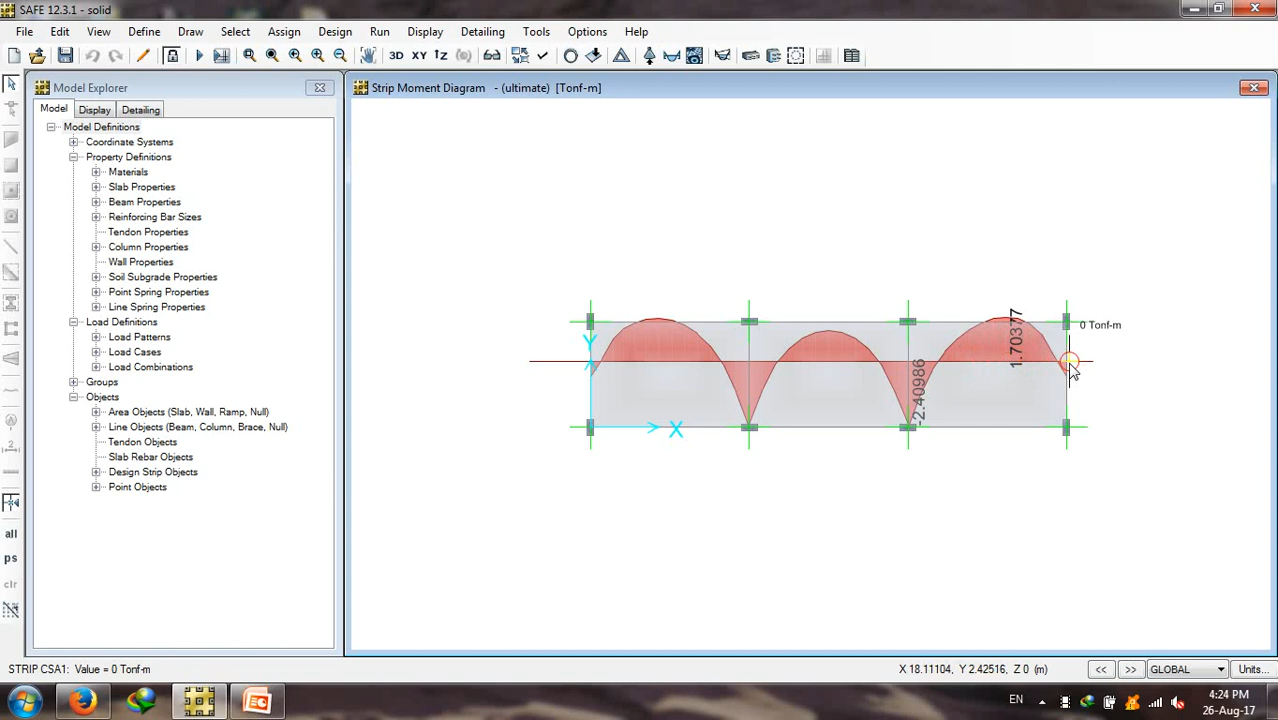 SAFE 12.3.1 - solid
File Edit View Define Draw Select Assign Design Run Display Detailing Tools Options Help
3D XY
Model Explorer
Model Display Detailing
Model Definitions
Coordinate Systems
Property Definitions
Materials
Slab Properties
Beam Properties
Reinforcing Bar Sizes
Tendon Properties
Column Properties
Wall Properties
Soil Subgrade Properties
Point Spring Properties
Line Spring Properties
Load Definitions
Load Patterns
Load Cases
Load Combinations
Groups
Objects
Area Objects (Slab, Wall, Ramp, Null)
Line Objects (Beam, Column, Brace, Null)
Tendon Objects
Slab Rebar Objects
Design Strip Objects
Point Objects
all
ps
clr
Strip Moment Diagram - (ultimate) [Tonf-m]
1.70377
0 Tonf-m
Y
-2.40986
X
STRIP CSA1: Value = 0 Tonf-m
X 18.11104, Y 2.42516, Z 0 (m)
<< >> GLOBAL Units...
EN
4:24 PM
26-Aug-17